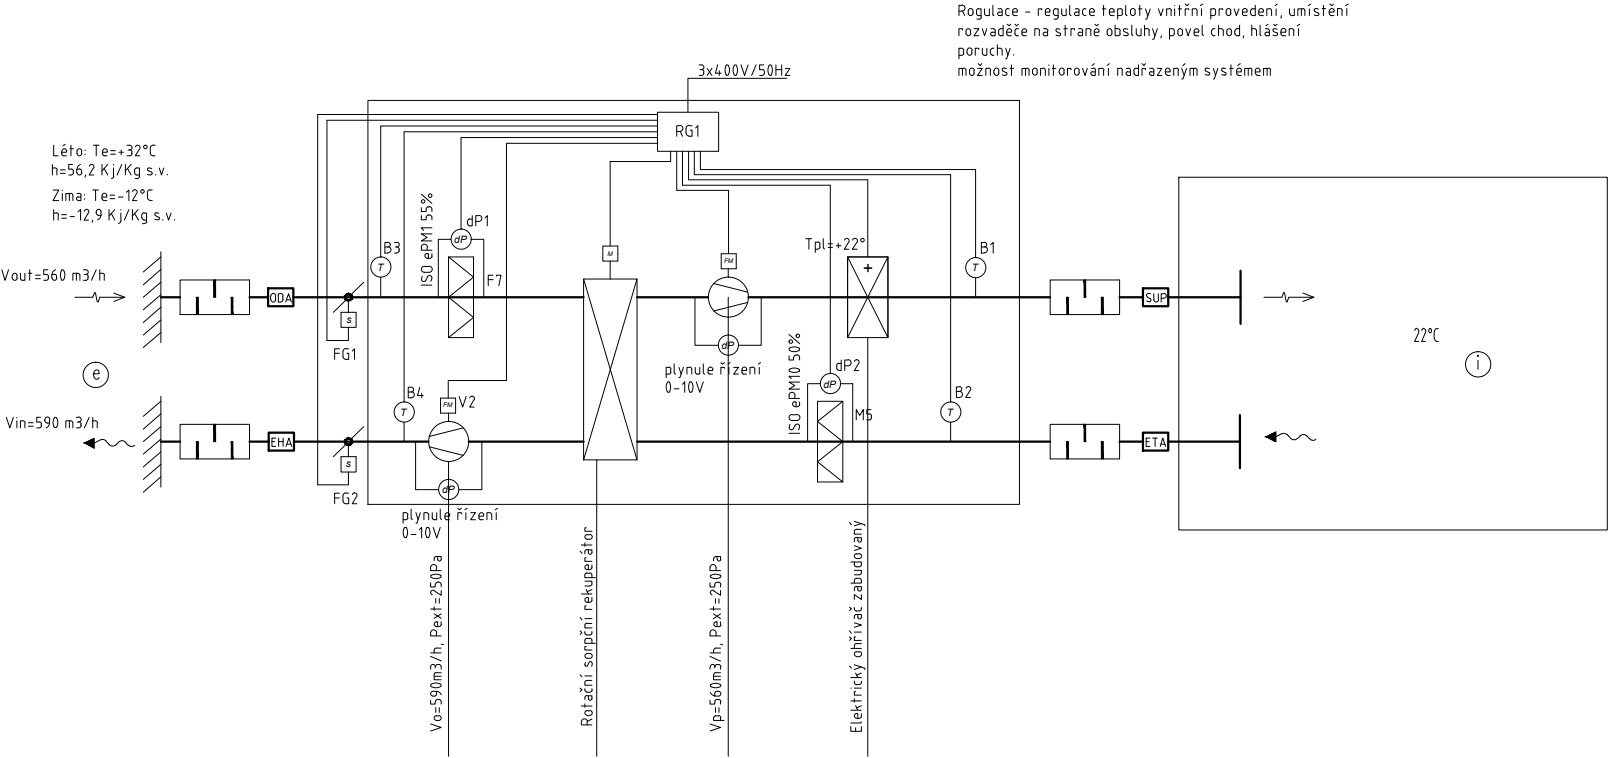 Rogulace - regulace teploty vnitřní provedení, umístění
rozvaděče na straně obsluhy, povel chod, hlášení
poruchy.
možnost monitorování nadřazeným systémem
3x400V/50Hz
RG1
Léto: Te=+32°C
h=56,2 Kj/Kg s.v.
Zima: Te=-12°C
h=-12,9 Kj/Kg s.v.
ISO ePM1 55%
dP1
dP
B3
T
F7
M
FM
Tpl=+22°
+
B1
T
Vout=560 m3/h
ODA
S
FG1
SUP
22°C
i
e
dP
plynule řízení
0-10V
ISO ePM10 50%
dP2
dP
M5
B4
T
FM
V2
B2
T
Vin=590 m3/h
EHA
S
FG2
ETA
dP
plynule řízení
0-10V
Vo=590m3/h, Pext=250Pa
Rotační sorpční rekuperátor
Vp=560m3/h, Pext=250Pa
Elektrický ohřívač zabudovaný